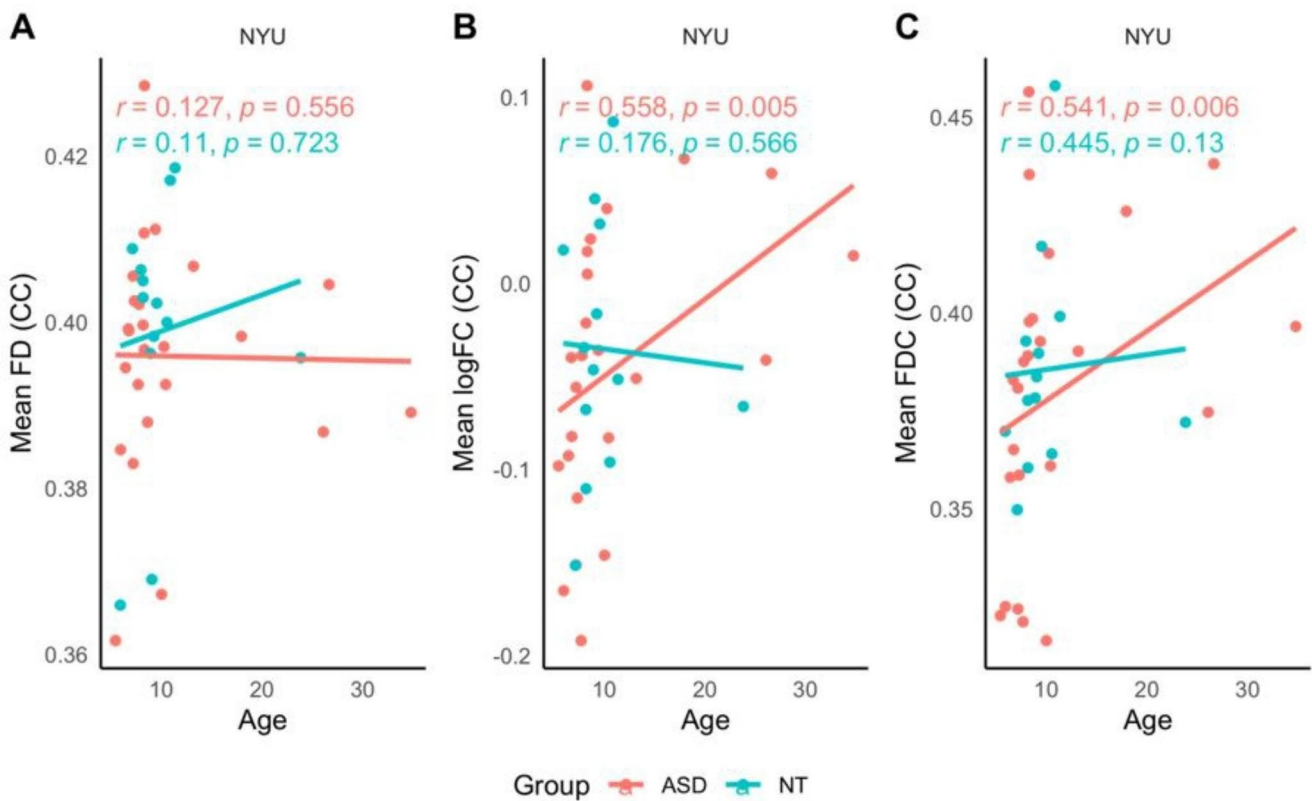 A
NYU
r = 0.127, p = 0.556
r = 0.11, p = 0.723
0.42
0.40
0.38
0.36
Mean FD (CC)
10 20 30
Age
B
NYU
r = 0.558, p = 0.005
r = 0.176, p = 0.566
0.1
0.0
-0.1
-0.2
Mean logFC (CC)
10 20 30
Age
C
NYU
r = 0.541, p = 0.006
r = 0.445, p = 0.13
0.45
0.40
0.35
Mean FDC (CC)
10 20 30
Age
Group a ASD a NT